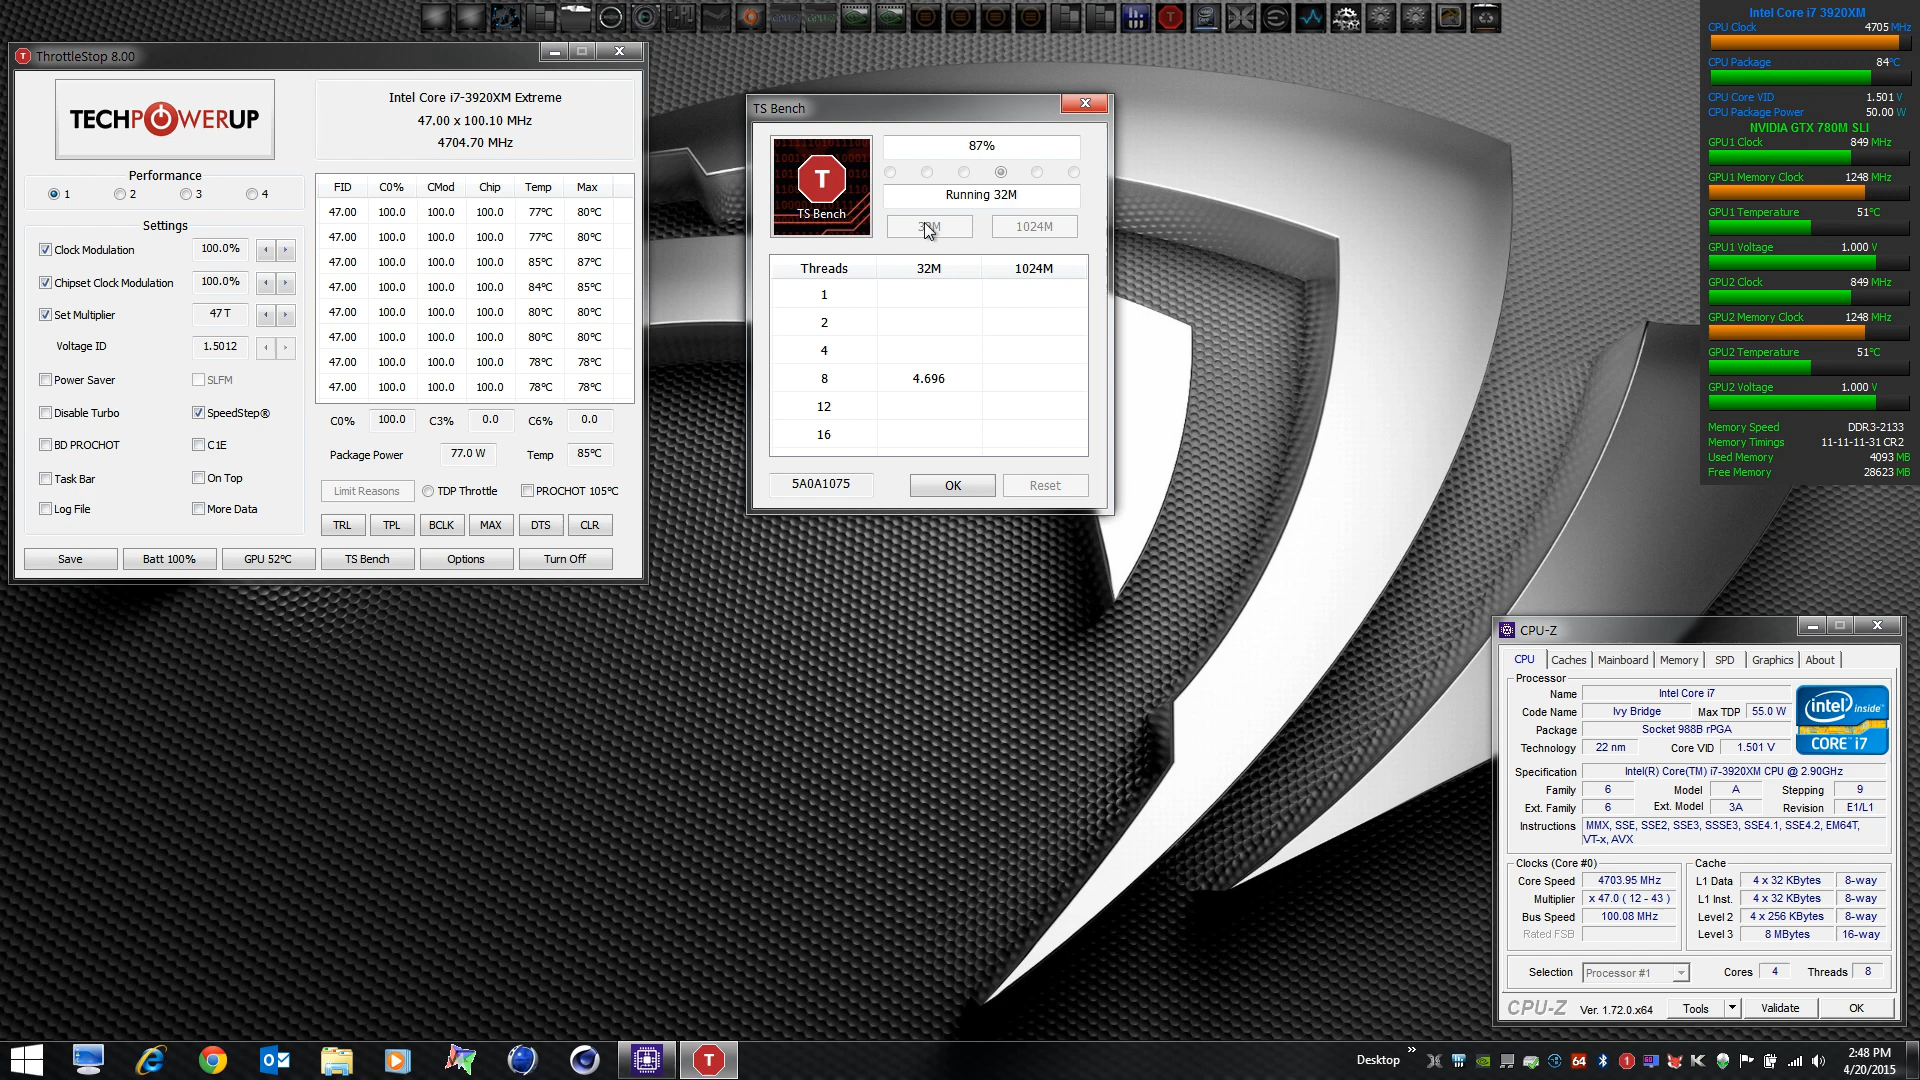 ThrottleStop 8.00
TECHPOWERUP
Intel Core i7-3920XM Extreme
47.00 x 100.10 MHz
4704.70 MHz
Performance
1 2 3 4
Settings
Clock Modulation 100.0%
Chipset Clock Modulation 100.0%
Set Multiplier 47 T
Voltage ID 1.5012
Power Saver SLFM
Disable Turbo SpeedStep®
BD PROCHOT C1E
Task Bar On Top
Log File More Data
FID C0% CMod Chip Temp Max
47.00 100.0 100.0 100.0 77°C 80°C
47.00 100.0 100.0 100.0 77°C 80°C
47.00 100.0 100.0 100.0 85°C 87°C
47.00 100.0 100.0 100.0 84°C 85°C
47.00 100.0 100.0 100.0 80°C 80°C
47.00 100.0 100.0 100.0 80°C 80°C
47.00 100.0 100.0 100.0 78°C 78°C
47.00 100.0 100.0 100.0 78°C 78°C
C0% 100.0 C3% 0.0 C6% 0.0
Package Power 77.0 W Temp 85°C
Limit Reasons TDP Throttle PROCHOT 105°C
TRL TPL BCLK MAX DTS CLR
Save Batt 100% GPU 52°C TS Bench Options Turn Off
TS Bench
T
TS Bench
87%
Running 32M
32M 1024M
Threads 32M 1024M
1
2
4
8 4.696
12
16
5A0A1075 OK Reset
Intel Core i7 3920XM
CPU Clock 4705 MHz
CPU Package 84°C
CPU Core VID 1.501 V
CPU Package Power 50.00 W
NVIDIA GTX 780M SLI
GPU1 Clock 849 MHz
GPU1 Memory Clock 1248 MHz
GPU1 Temperature 51°C
GPU1 Voltage 1.000 V
GPU2 Clock 849 MHz
GPU2 Memory Clock 1248 MHz
GPU2 Temperature 51°C
GPU2 Voltage 1.000 V
Memory Speed DDR3-2133
Memory Timings 11-11-11-31 CR2
Used Memory 4093 MB
Free Memory 28623 MB
CPU-Z
CPU Caches Mainboard Memory SPD Graphics About
Processor
Name Intel Core i7
Code Name Ivy Bridge Max TDP 55.0 W
Package Socket 988B rPGA
Technology 22 nm Core VID 1.501 V
intel inside
CORE i7
Specification Intel(R) Core(TM) i7-3920XM CPU @ 2.90GHz
Family 6 Model A Stepping 9
Ext. Family 6 Ext. Model 3A Revision E1/L1
Instructions MMX, SSE, SSE2, SSE3, SSSE3, SSE4.1, SSE4.2, EM64T,
VT-x, AVX
Clocks (Core #0)
Core Speed 4703.95 MHz
Multiplier x 47.0 ( 12 - 43 )
Bus Speed 100.08 MHz
Rated FSB
Cache
L1 Data 4 x 32 KBytes 8-way
L1 Inst. 4 x 32 KBytes 8-way
Level 2 4 x 256 KBytes 8-way
Level 3 8 MBytes 16-way
Selection Processor #1 Cores 4 Threads 8
CPU-Z Ver. 1.72.0.x64 Tools Validate OK
Desktop 64
2:48 PM
4/20/2015